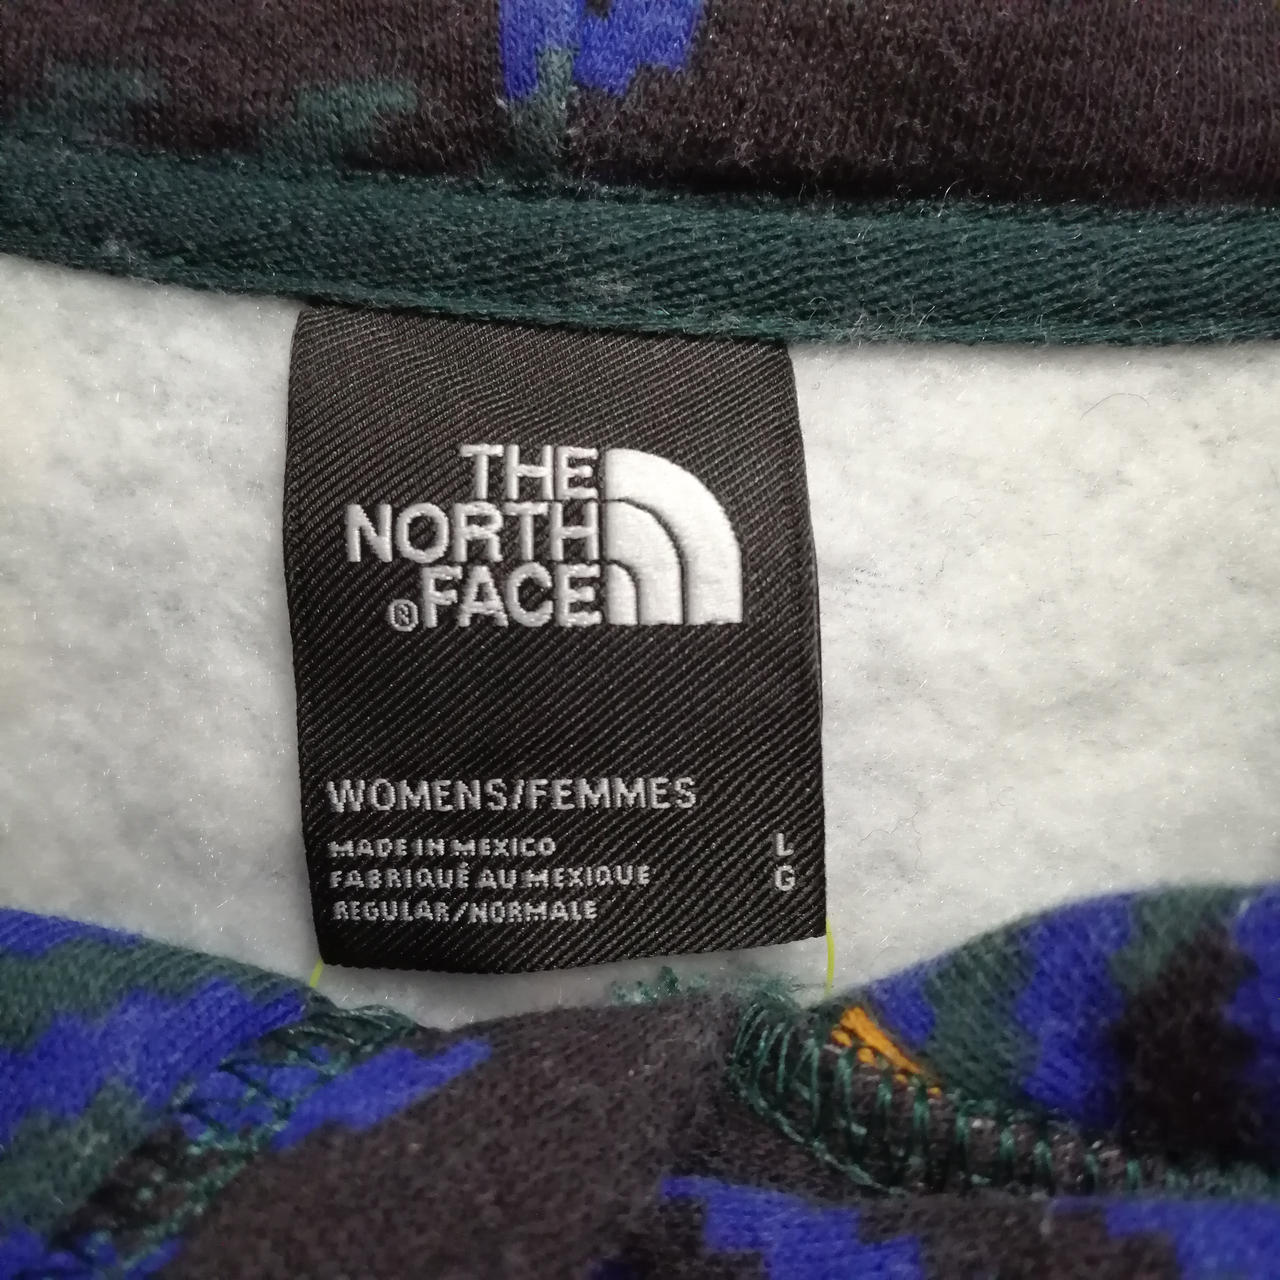 THE
NORTH
®FACE
WOMENS/FEMMES
MADE IN MEXICO L
FABRIQUÉ AU MEXIQUE G
REGULAR/NORMALE